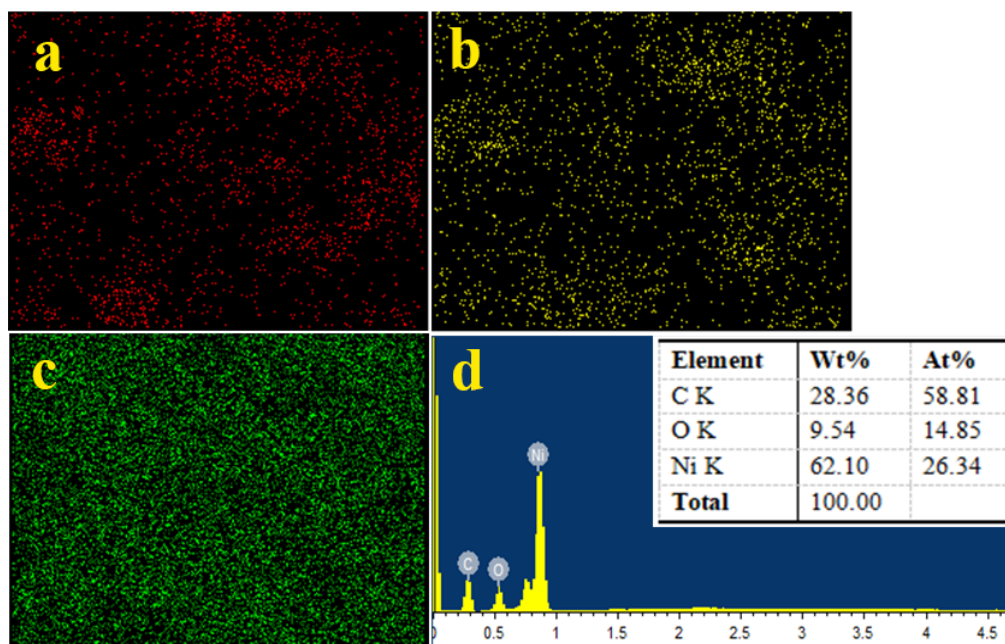 a
b
c
d
Element Wt% At%
C K 28.36 58.81
O K 9.54 14.85
Ni K 62.10 26.34
Total 100.00
Ni
C
O
0 0.5 1 1.5 2 2.5 3 3.5 4 4.5